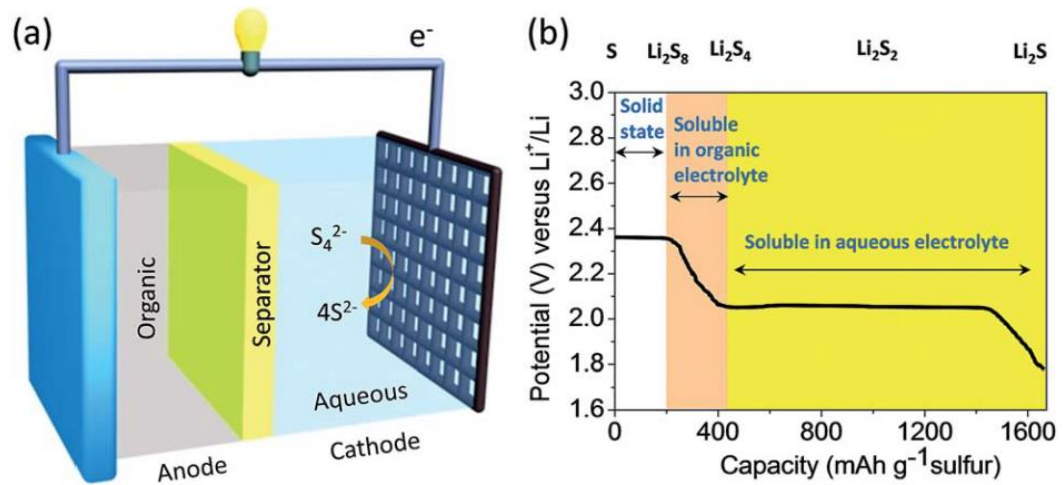 (a)
e⁻
Organic
Separator
S₄²⁻
4S²⁻
Aqueous
Anode
Cathode
(b)
S Li₂S₈ Li₂S₄ Li₂S₂ Li₂S
Solid
state
Soluble
in organic
electrolyte
Soluble in aqueous electrolyte
Potential (V) versus Li⁺/Li
3.0
2.8
2.6
2.4
2.2
2.0
1.8
1.6
0 400 800 1200 1600
Capacity (mAh g⁻¹sulfur)